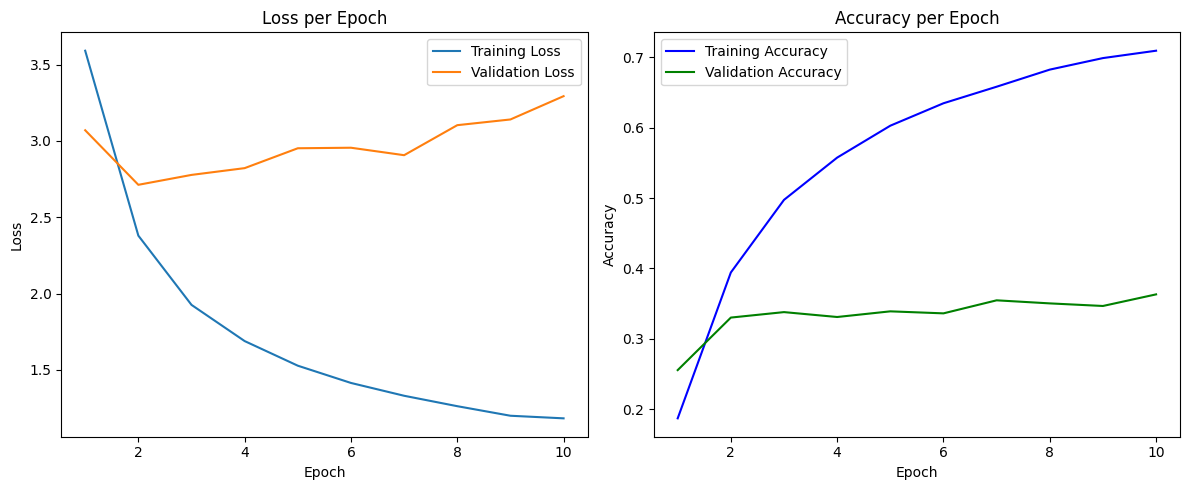 Loss per Epoch
Training Loss
Validation Loss
3.5
3.0
2.5
2.0
1.5
Loss
2 4 6 8 10
Epoch
Accuracy per Epoch
Training Accuracy
Validation Accuracy
0.7
0.6
0.5
0.4
0.3
0.2
Accuracy
2 4 6 8 10
Epoch